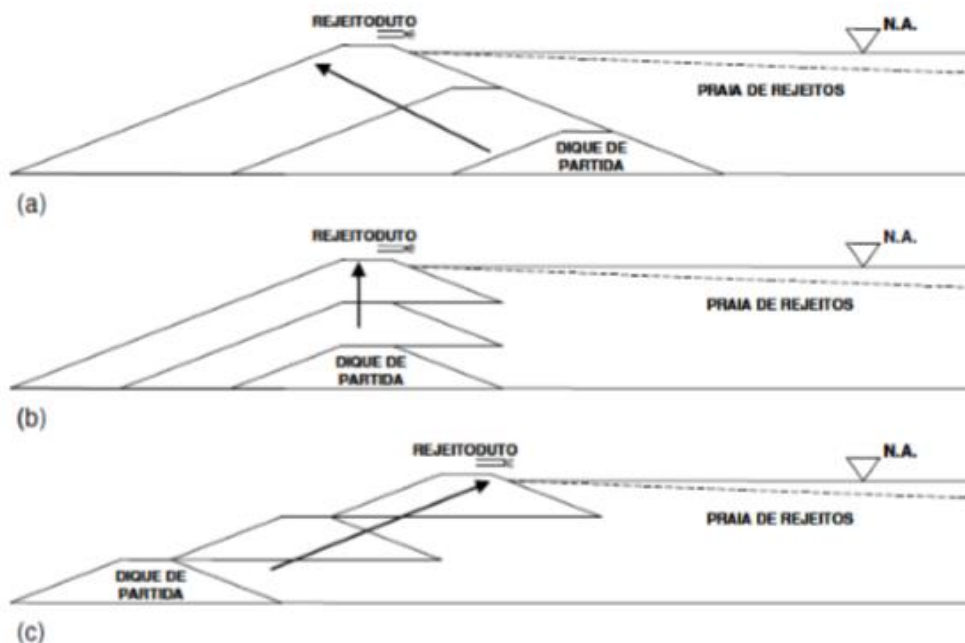 REJEITODUTO
N.A.
PRAIA DE REJEITOS
DIQUE DE
PARTIDA
(a)
REJEITODUTO
N.A.
PRAIA DE REJEITOS
DIQUE DE
PARTIDA
(b)
REJEITODUTO
N.A.
PRAIA DE REJEITOS
DIQUE DE
PARTIDA
(c)